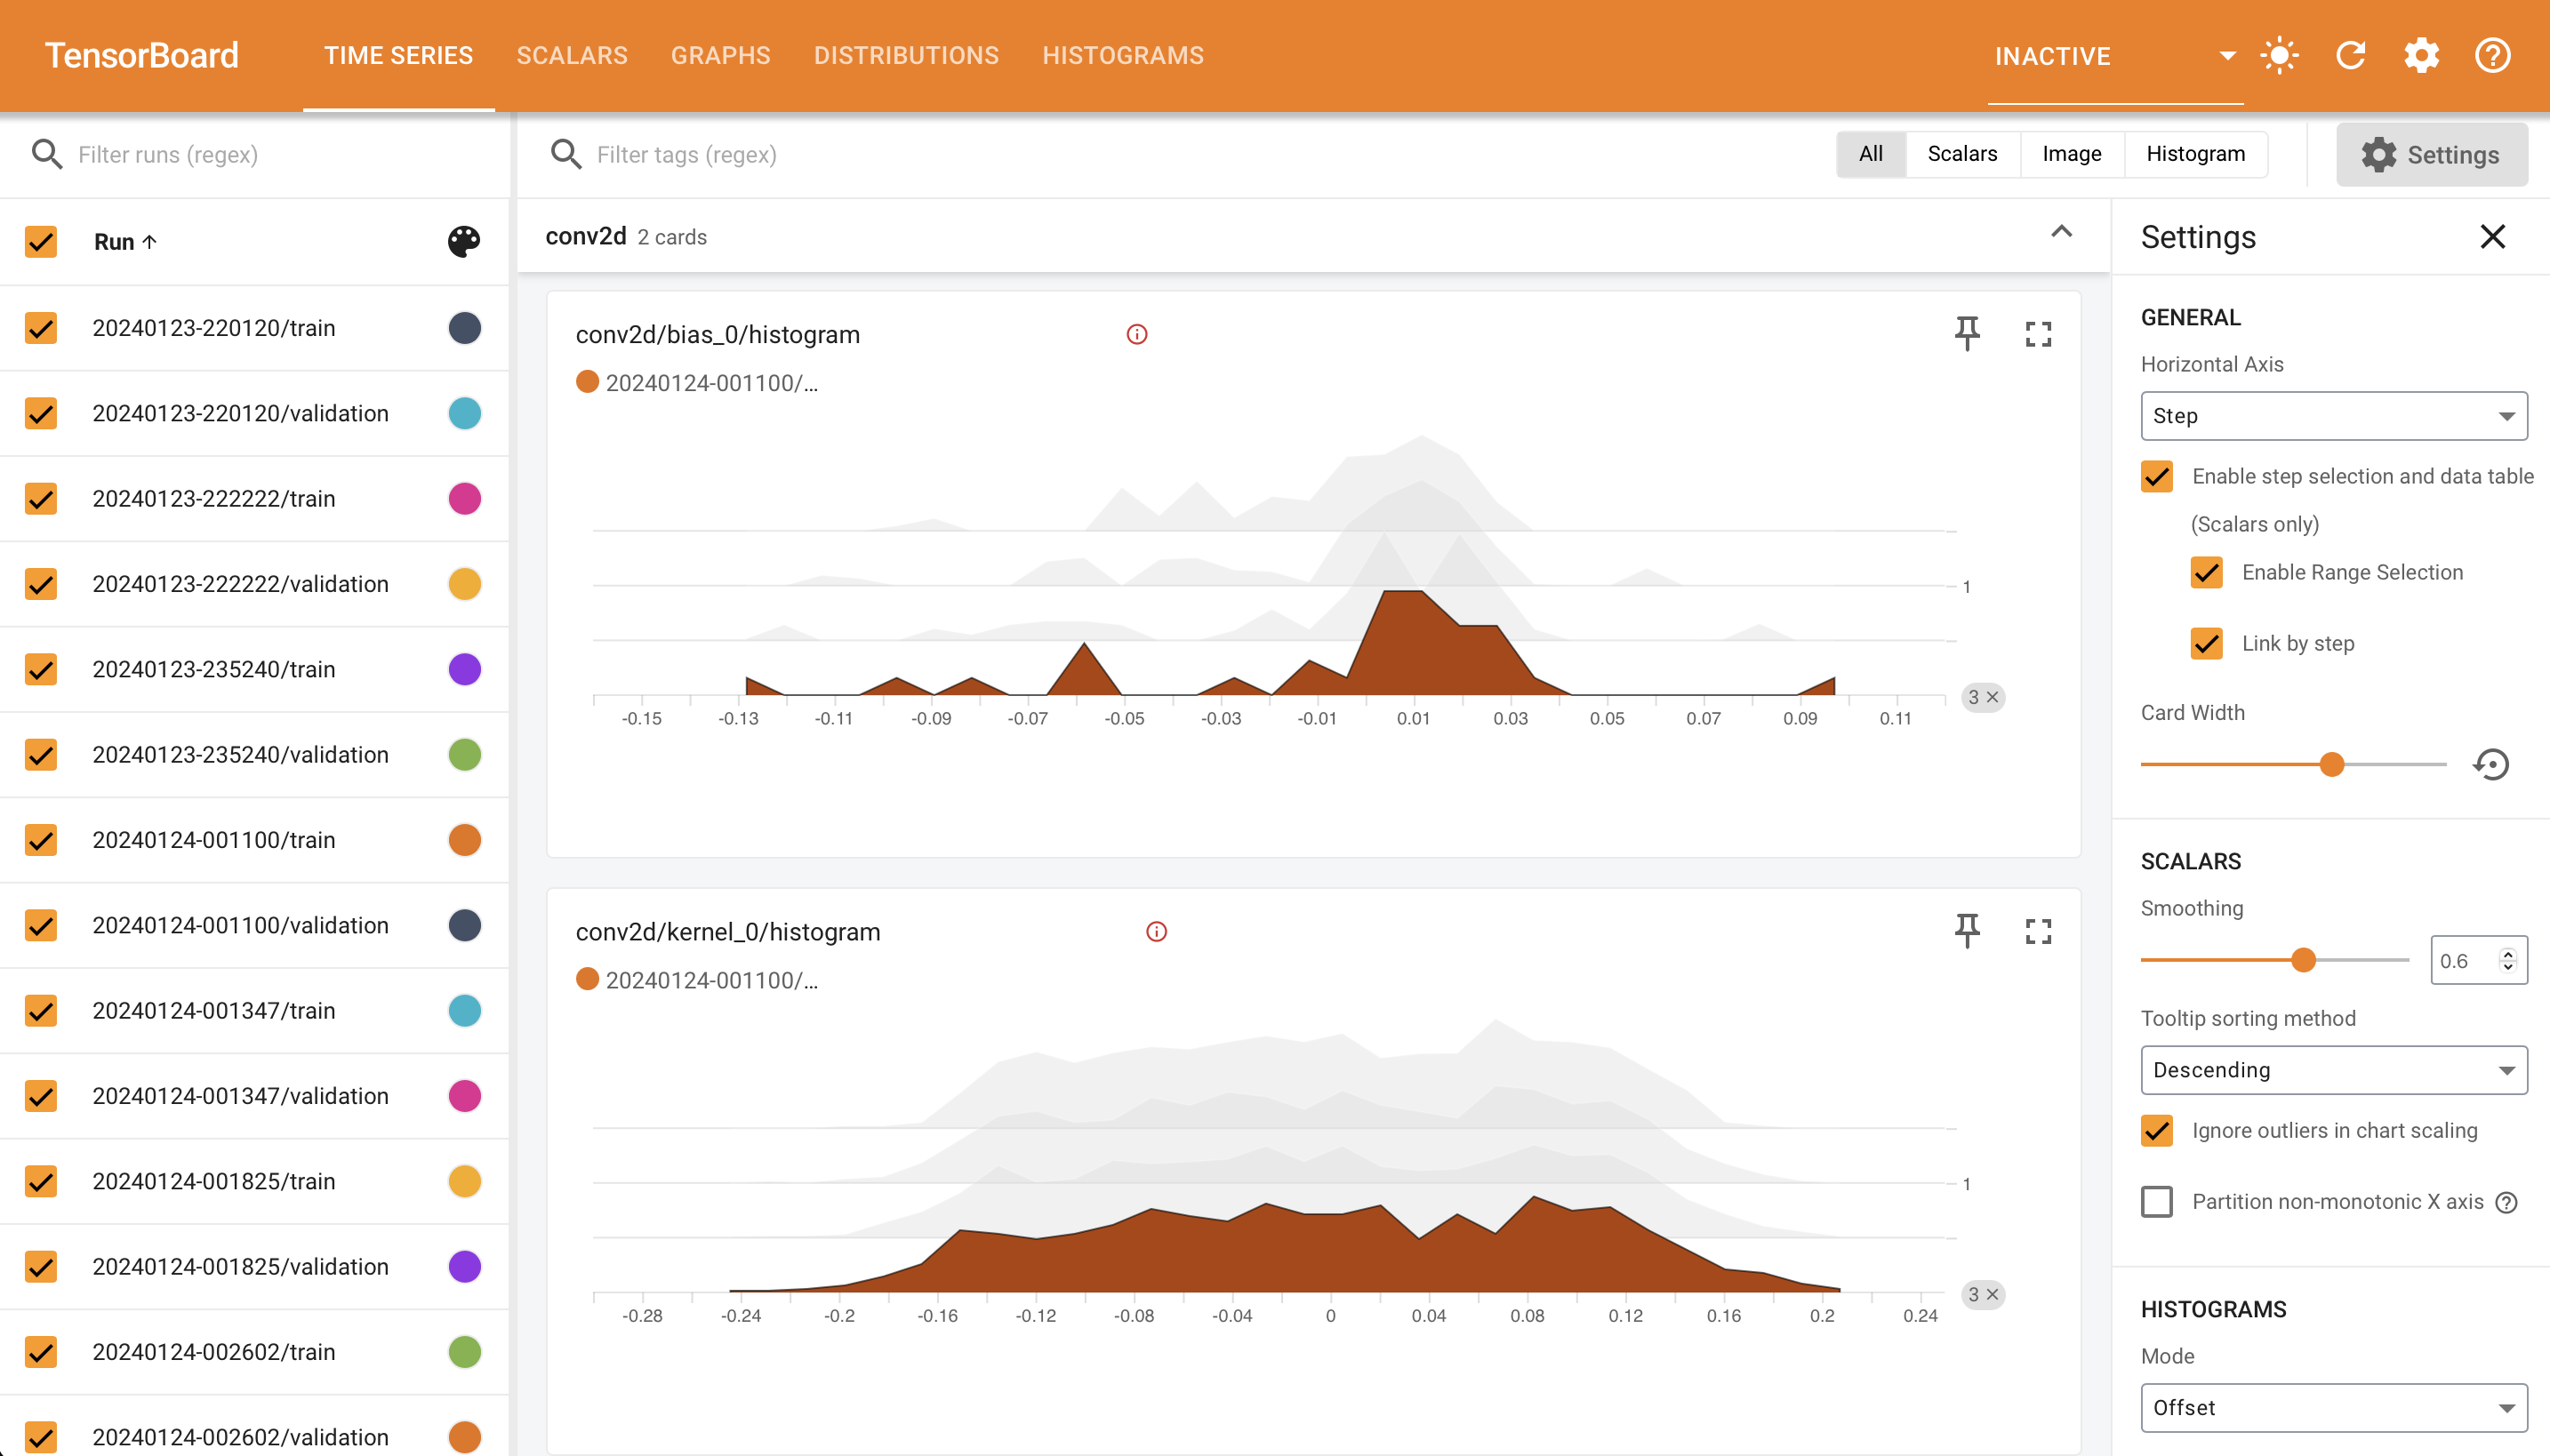 TensorBoard
TIME SERIES
SCALARS
GRAPHS
DISTRIBUTIONS
HISTOGRAMS
INACTIVE
Filter runs (regex)
Filter tags (regex)
All
Scalars
Image
Histogram
Settings
Run
20240123-220120/train
20240123-220120/validation
20240123-222222/train
20240123-222222/validation
20240123-235240/train
20240123-235240/validation
20240124-001100/train
20240124-001100/validation
20240124-001347/train
20240124-001347/validation
20240124-001825/train
20240124-001825/validation
20240124-002602/train
20240124-002602/validation
conv2d 2 cards
conv2d/bias_0/histogram
20240124-001100/...
1
3
-0.15 -0.13 -0.11 -0.09 -0.07 -0.05 -0.03 -0.01 0.01 0.03 0.05 0.07 0.09 0.11
conv2d/kernel_0/histogram
20240124-001100/...
1
3
-0.28 -0.24 -0.2 -0.16 -0.12 -0.08 -0.04 0 0.04 0.08 0.12 0.16 0.2 0.24
Settings
GENERAL
Horizontal Axis
Step
Enable step selection and data table
(Scalars only)
Enable Range Selection
Link by step
Card Width
SCALARS
Smoothing
0.6
Tooltip sorting method
Descending
Ignore outliers in chart scaling
Partition non-monotonic X axis
HISTOGRAMS
Mode
Offset